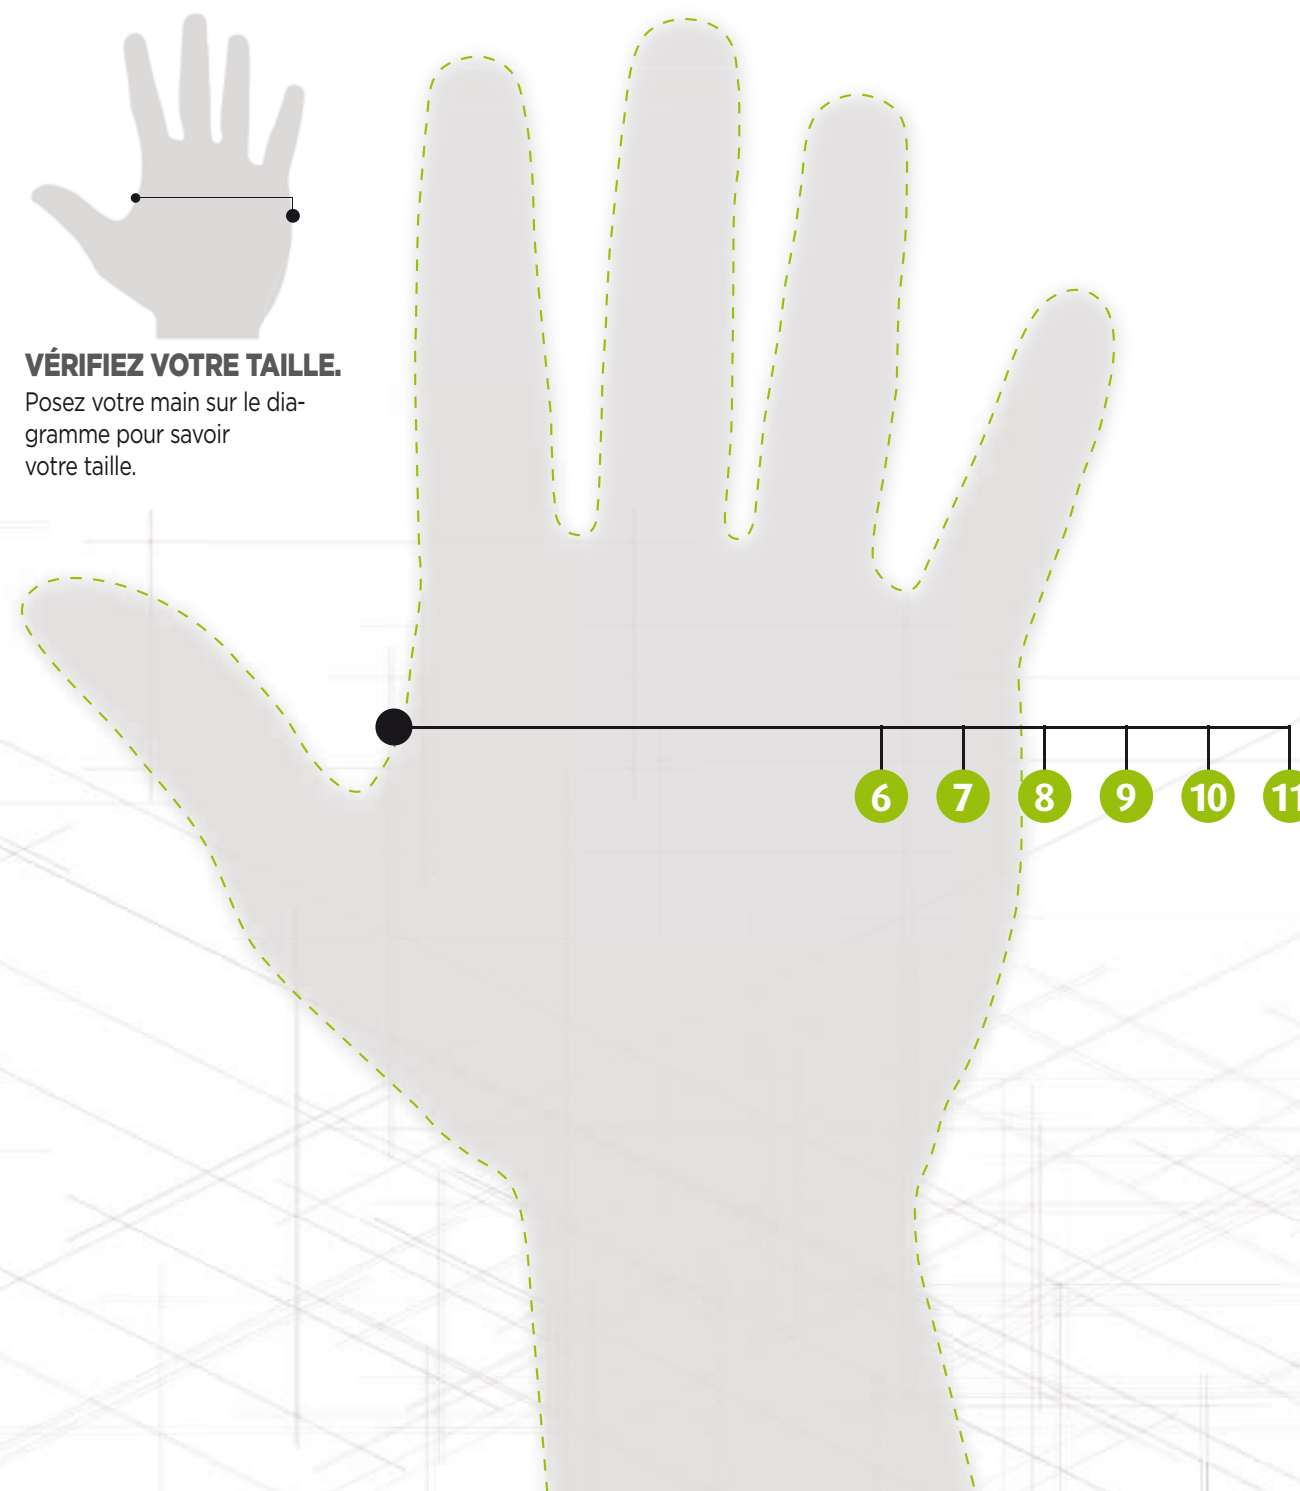 VÉRIFIEZ VOTRE TAILLE.
Posez votre main sur le dia-
gramme pour savoir
votre taille.
6 7 8 9 10 11